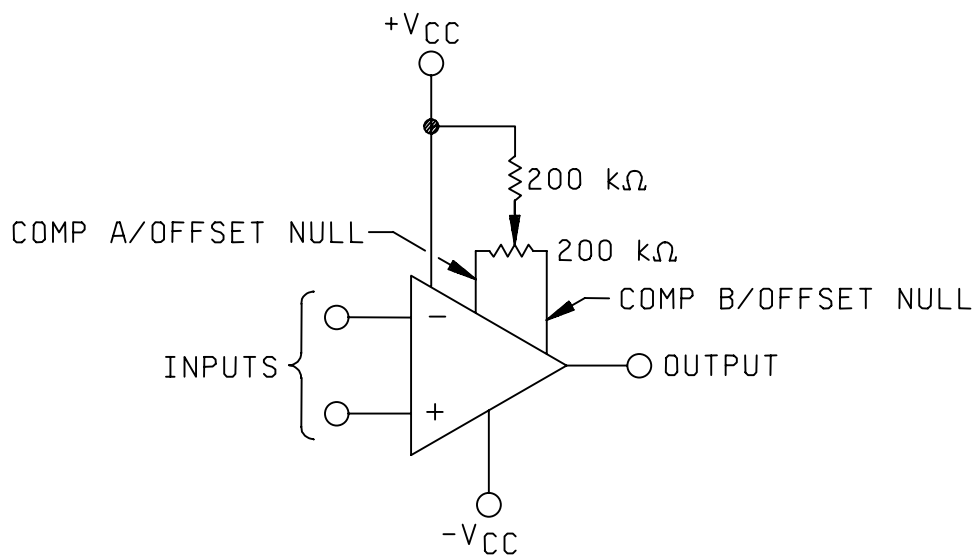 +VCC
200 kΩ
COMP A/OFFSET NULL
200 kΩ
COMP B/OFFSET NULL
−
INPUTS
OUTPUT
+
−VCC